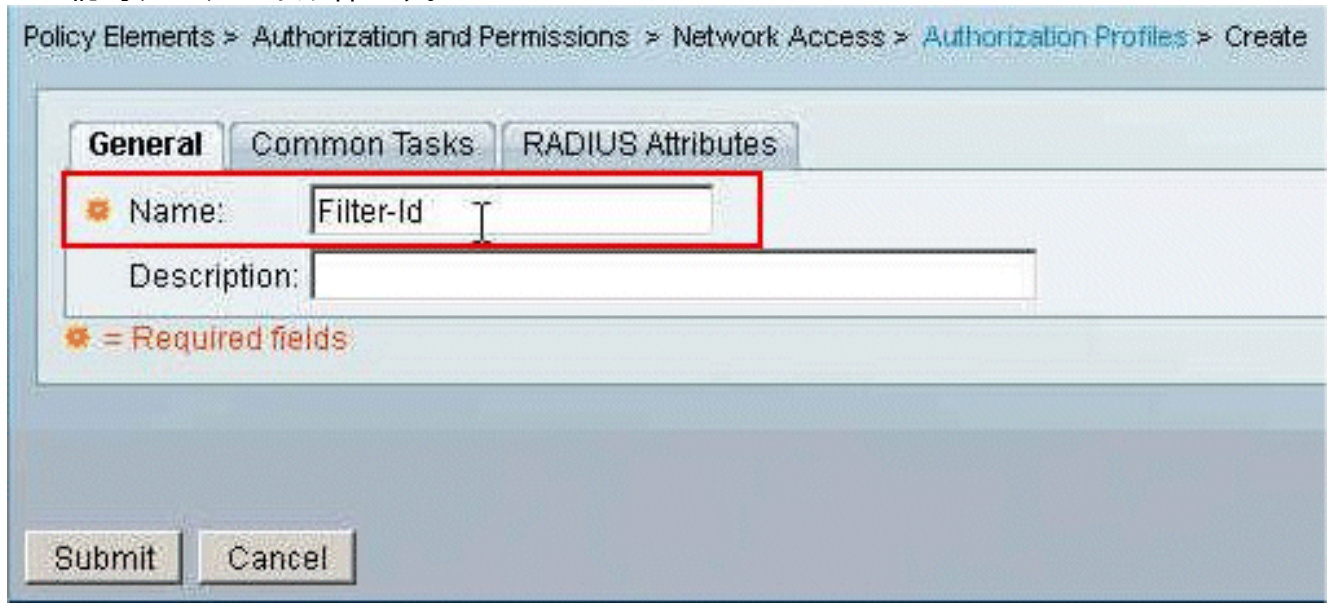 Policy Elements > Authorization and Permissions > Network Access > Authorization Profiles > Create
General Common Tasks RADIUS Attributes
Name: Filter-Id
Description:
= Required fields
Submit Cancel